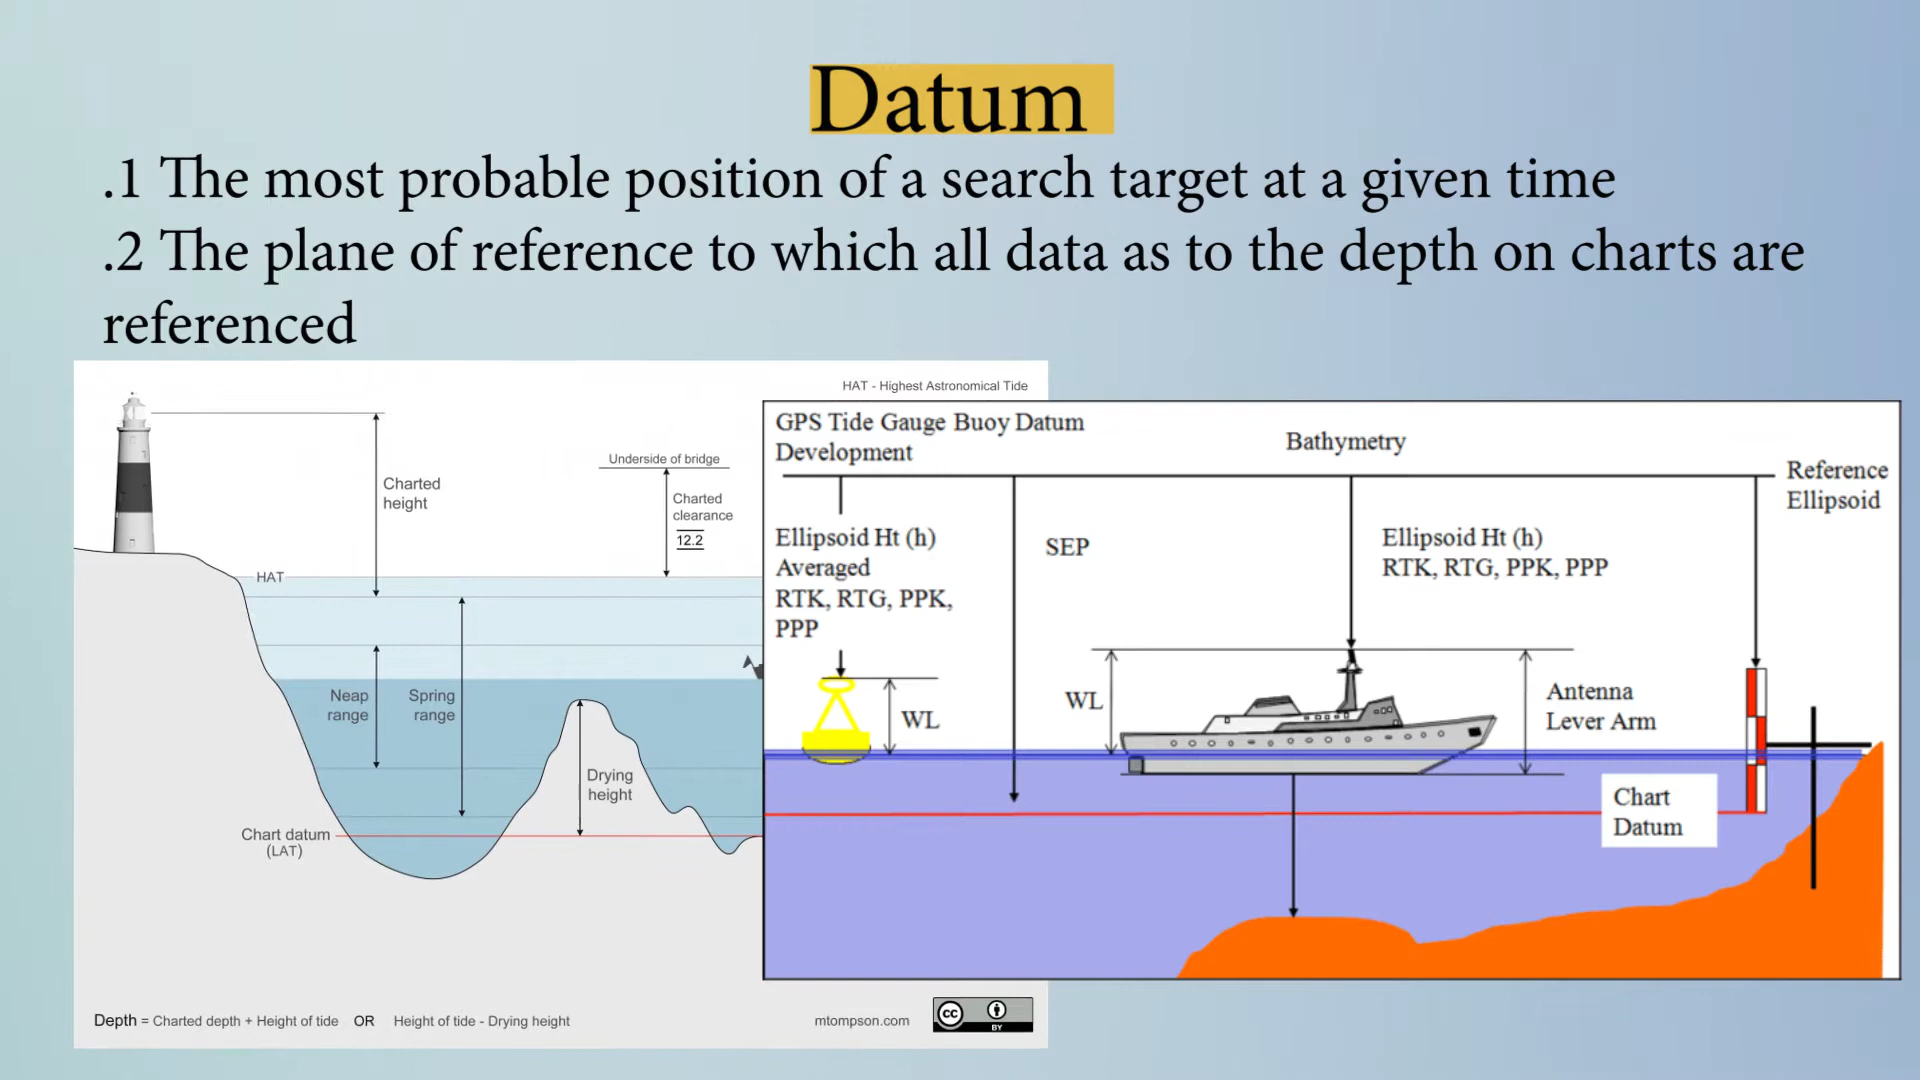 Datum
.1 The most probable position of a search target at a given time
.2 The plane of reference to which all data as to the depth on charts are
referenced
HAT - Highest Astronomical Tide
Underside of bridge
Charted
height
Charted
clearance
12.2
HAT
Neap
range
Spring
range
Drying
height
Chart datum
(LAT)
Depth = Charted depth + Height of tide OR Height of tide - Drying height
mtompson.com
cc
BY
GPS Tide Gauge Buoy Datum
Development
Bathymetry
Reference
Ellipsoid
Ellipsoid Ht (h)
Averaged
RTK, RTG, PPK,
PPP
SEP
Ellipsoid Ht (h)
RTK, RTG, PPK, PPP
WL
WL
Antenna
Lever Arm
Chart
Datum